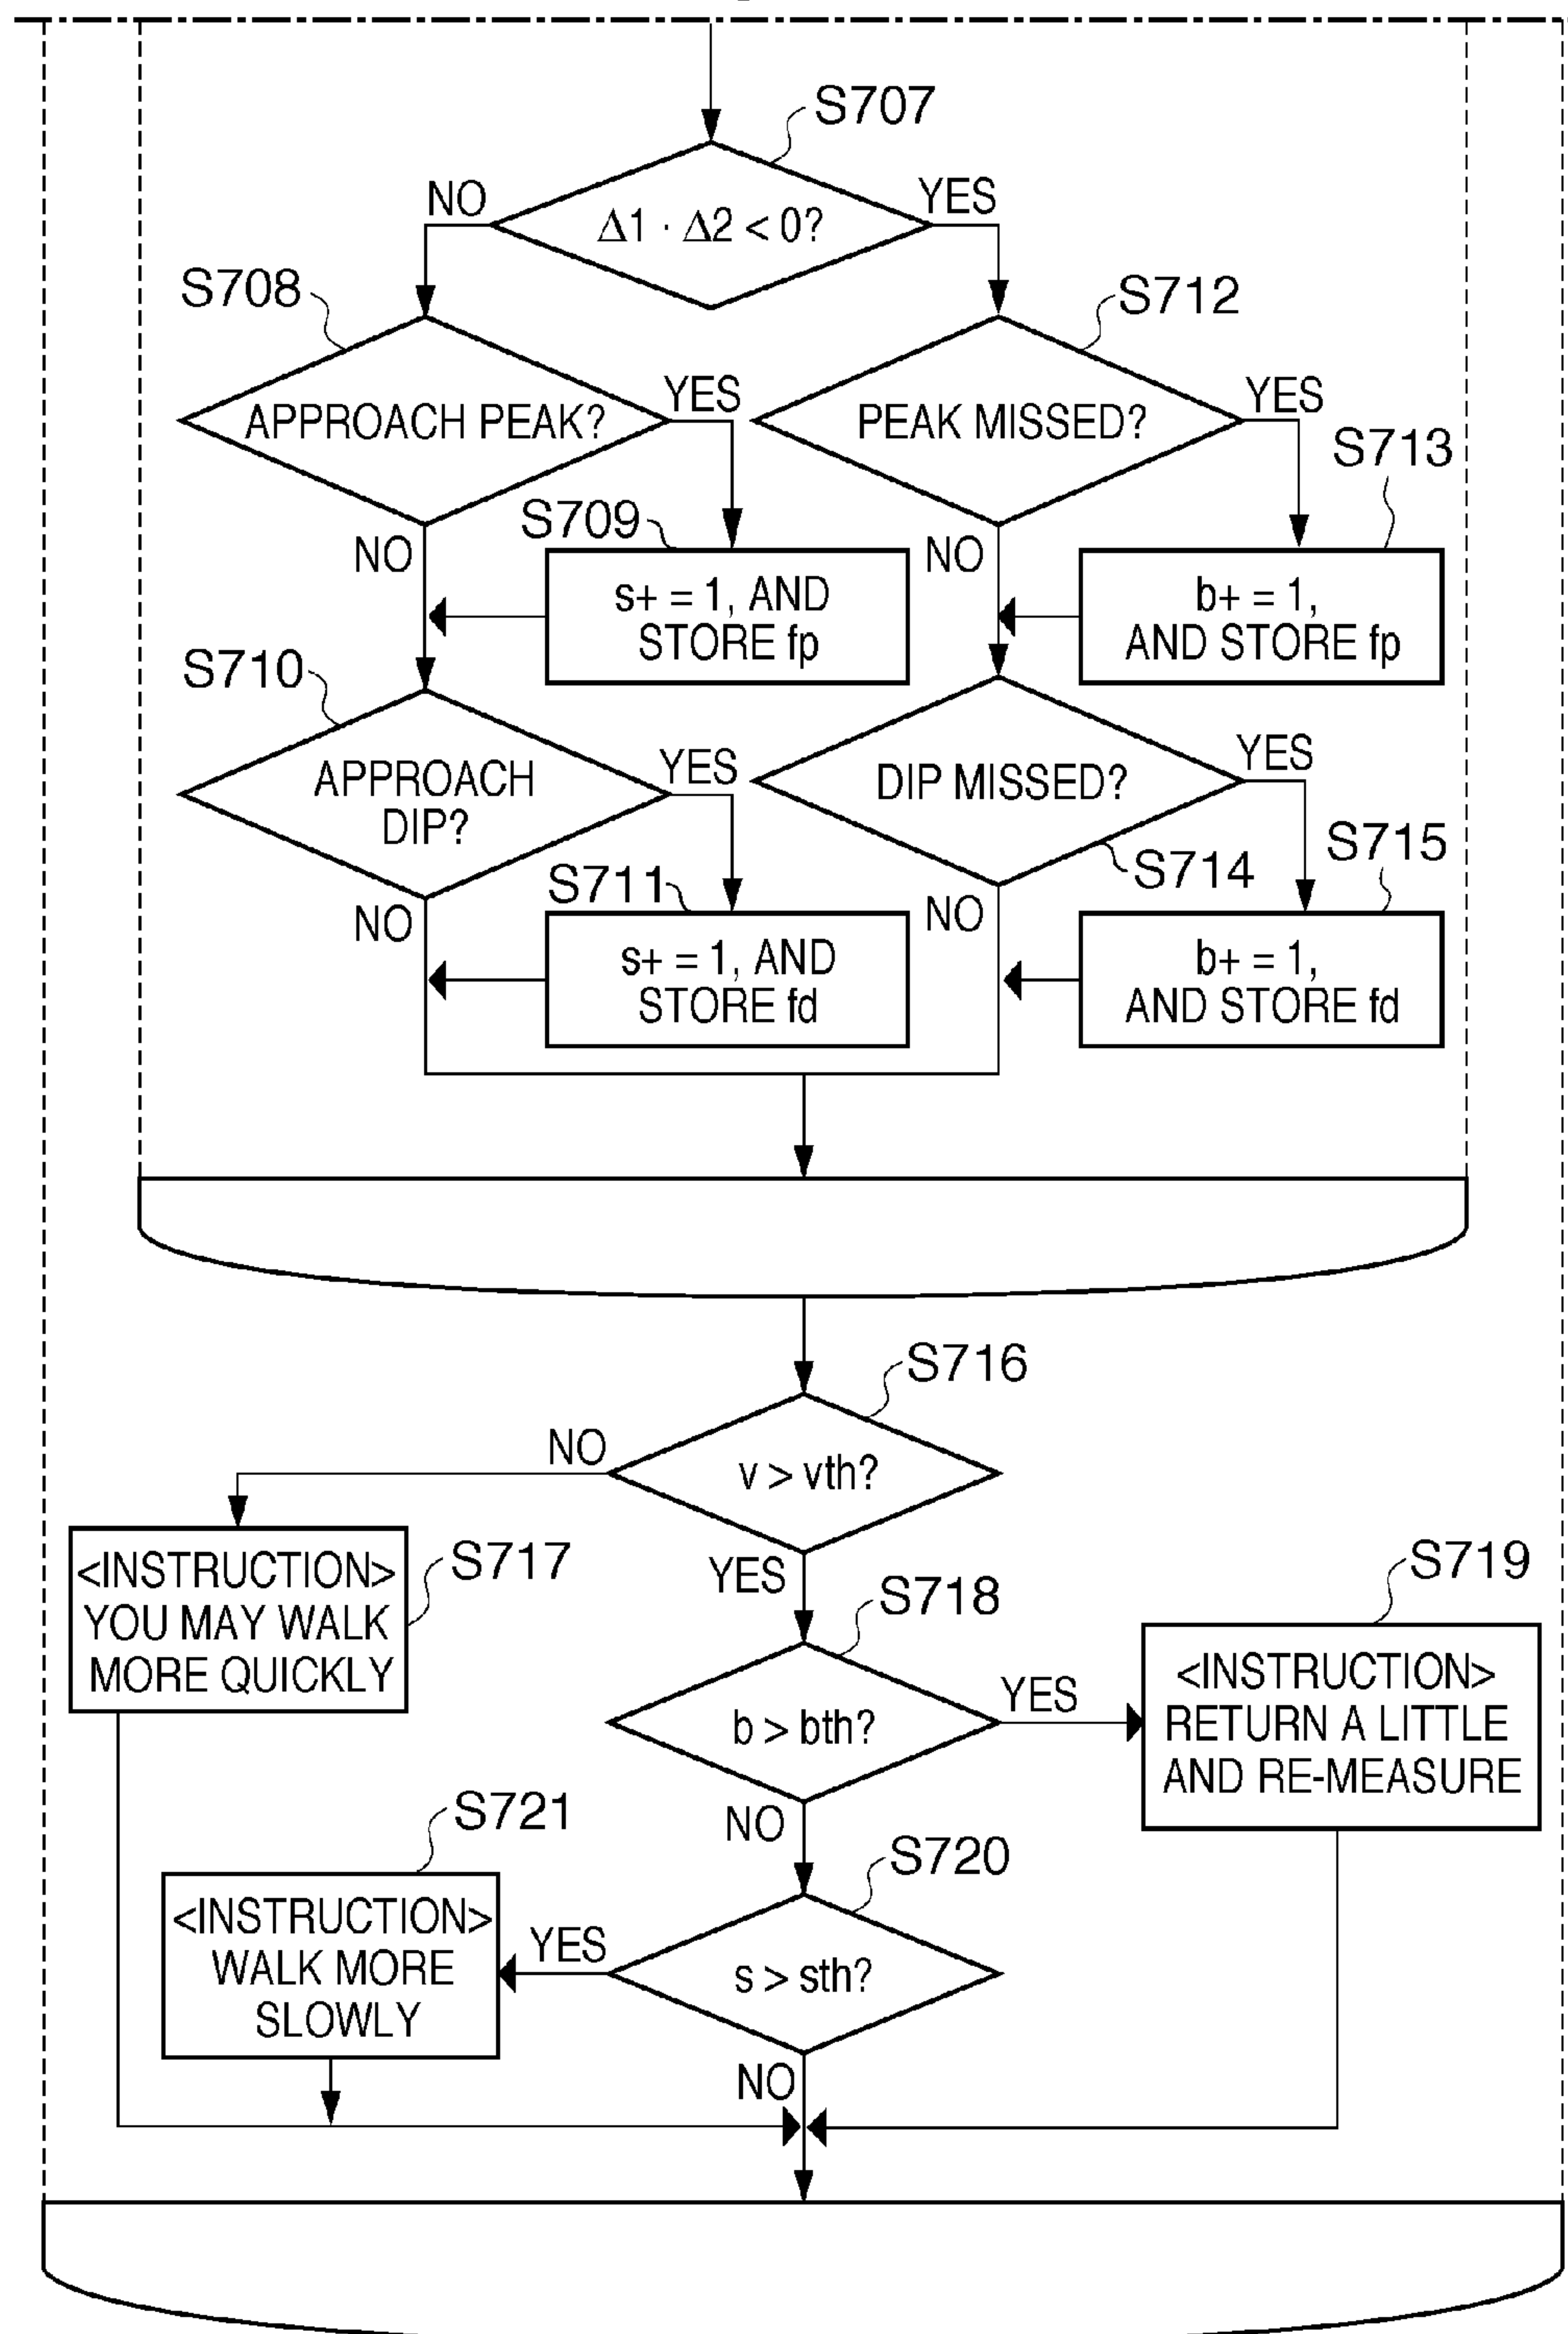 S707
NO
YES
Δ1 · Δ2 < 0?
S708
S712
APPROACH PEAK?
YES
PEAK MISSED?
YES
S713
S709
NO
NO
s+ = 1, AND
STORE fp
b+ = 1,
AND STORE fp
S710
APPROACH
DIP?
YES
DIP MISSED?
YES
S714
S715
S711
NO
NO
s+ = 1, AND
STORE fd
b+ = 1,
AND STORE fd
S716
NO
v > vth?
YES
<INSTRUCTION>
YOU MAY WALK
MORE QUICKLY
S717
S718
S719
b > bth?
YES
<INSTRUCTION>
RETURN A LITTLE
AND RE-MEASURE
NO
S721
S720
<INSTRUCTION>
WALK MORE
SLOWLY
YES
s > sth?
NO